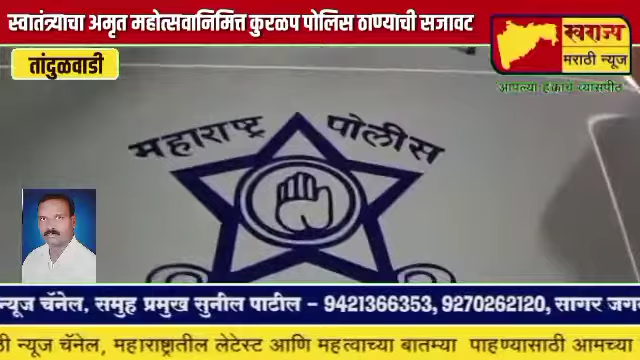 स्वातंत्र्याचा अमृत महोत्सवानिमित्त कुरळप पोलिस ठाण्याची सजावट
स्वराज्य
मराठी न्यूज
आपल्या हक्काचे व्यासपीठ
तांदुळवाडी
महाराष्ट्र पोलीस
न्यूज चॅनेल, समुह प्रमुख सुनील पाटील – 9421366353, 9270262120, सागर जग
ठी न्यूज चॅनेल, महाराष्ट्रातील लेटेस्ट आणि महत्वाच्या बातम्या पाहण्यासाठी आमच्या